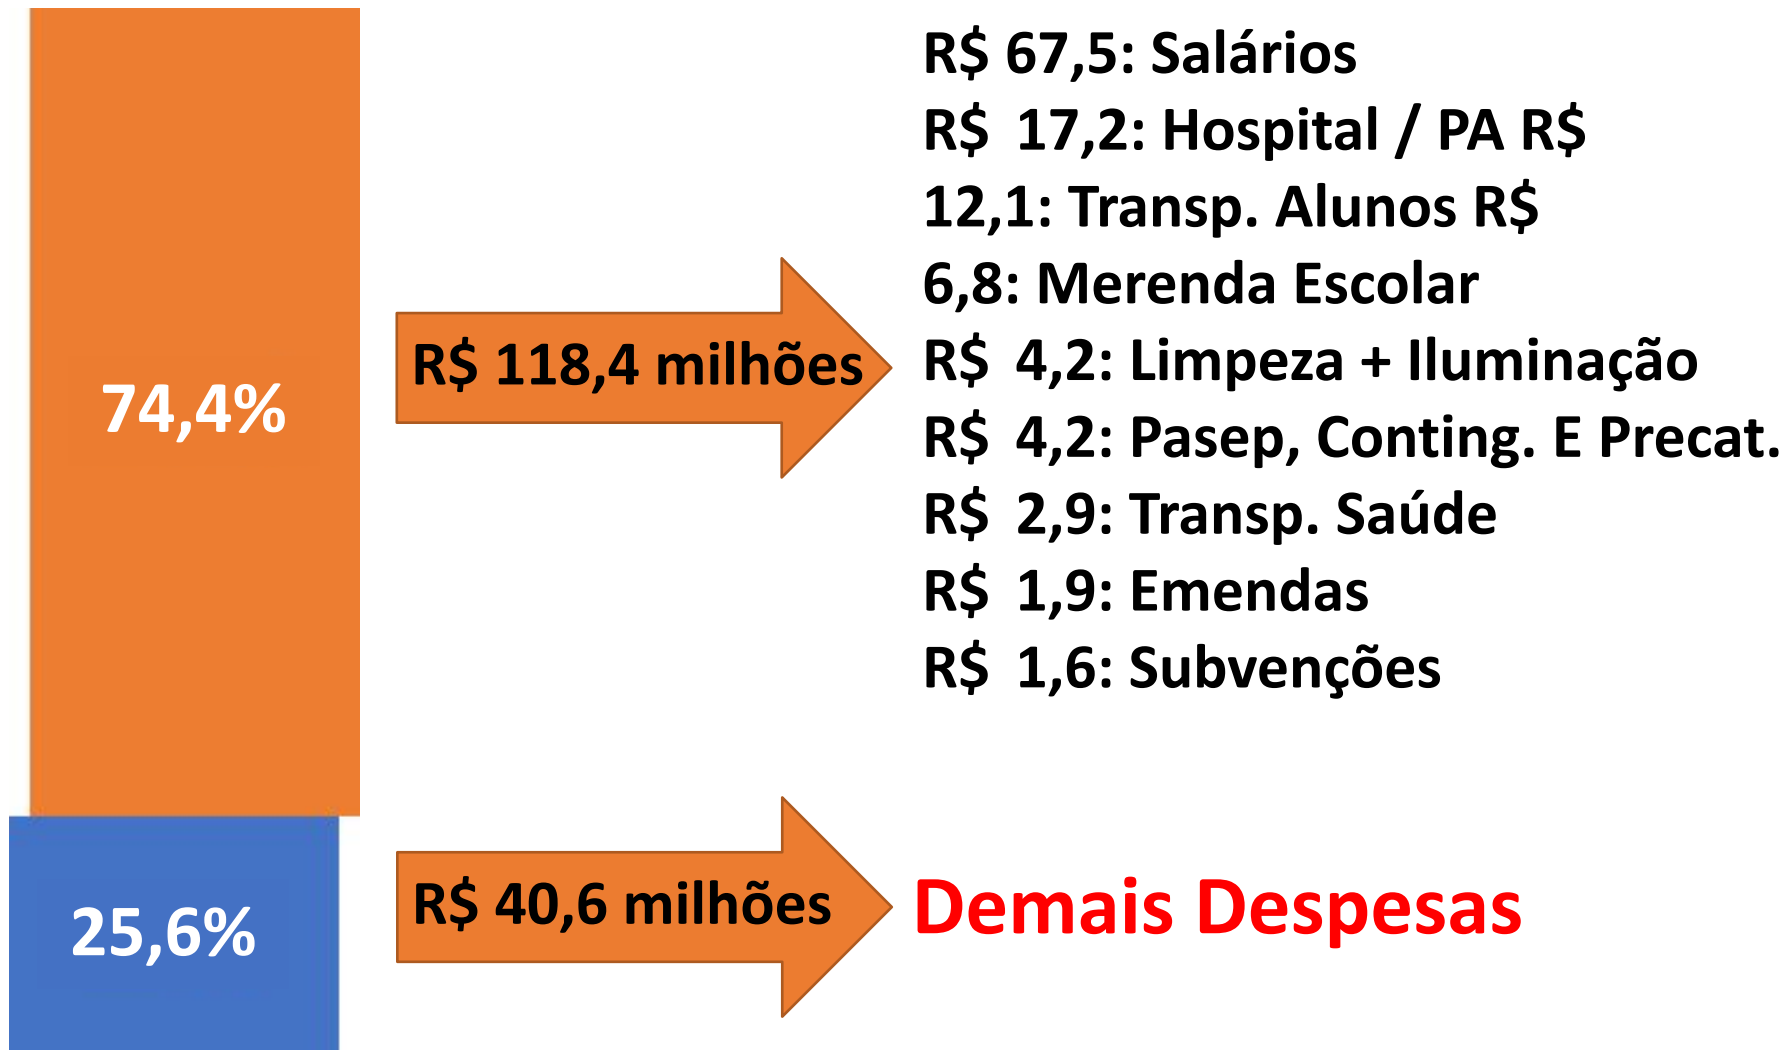 74,4%
25,6%
R$ 118,4 milhões
R$ 67,5: Salários
R$ 17,2: Hospital / PA R$
12,1: Transp. Alunos R$
6,8: Merenda Escolar
R$ 4,2: Limpeza + Iluminação
R$ 4,2: Pasep, Conting. E Precat.
R$ 2,9: Transp. Saúde
R$ 1,9: Emendas
R$ 1,6: Subvenções
R$ 40,6 milhões
Demais Despesas